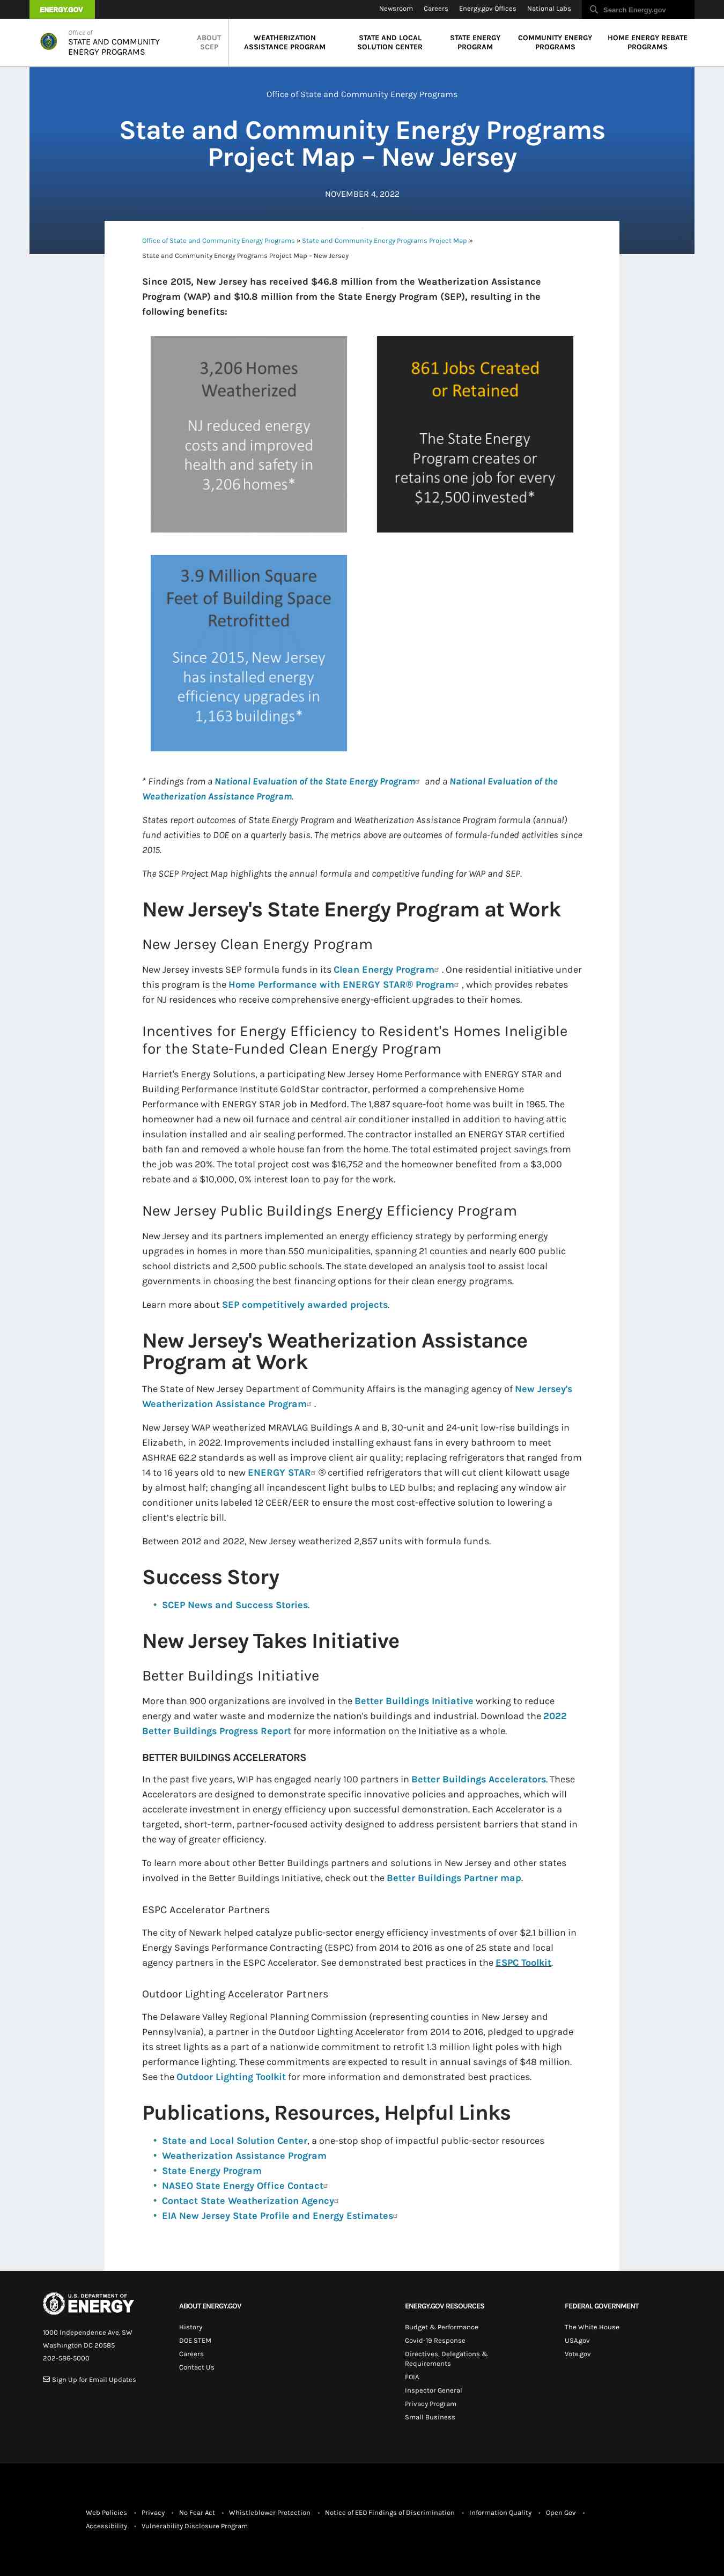 ENERGY.GOV
Newsroom Careers Energy.gov Offices National Labs Search Energy.gov
Office of
STATE AND COMMUNITY
ENERGY PROGRAMS
ABOUT
SCEP
WEATHERIZATION
ASSISTANCE PROGRAM
STATE AND LOCAL
SOLUTION CENTER
STATE ENERGY
PROGRAM
COMMUNITY ENERGY
PROGRAMS
HOME ENERGY REBATE
PROGRAMS
Office of State and Community Energy Programs
State and Community Energy Programs
Project Map – New Jersey
NOVEMBER 4, 2022
Office of State and Community Energy Programs » State and Community Energy Programs Project Map »
State and Community Energy Programs Project Map – New Jersey
Since 2015, New Jersey has received $46.8 million from the Weatherization Assistance
Program (WAP) and $10.8 million from the State Energy Program (SEP), resulting in the
following benefits:
3,206 Homes
Weatherized
NJ reduced energy
costs and improved
health and safety in
3,206 homes*
861 Jobs Created
or Retained
The State Energy
Program creates or
retains one job for every
$12,500 invested*
3.9 Million Square
Feet of Building Space
Retrofitted
Since 2015, New Jersey
has installed energy
efficiency upgrades in
1,163 buildings*
* Findings from a National Evaluation of the State Energy Program and a National Evaluation of the
Weatherization Assistance Program.
States report outcomes of State Energy Program and Weatherization Assistance Program formula (annual)
fund activities to DOE on a quarterly basis. The metrics above are outcomes of formula-funded activities since
2015.
The SCEP Project Map highlights the annual formula and competitive funding for WAP and SEP.
New Jersey's State Energy Program at Work
New Jersey Clean Energy Program
New Jersey invests SEP formula funds in its Clean Energy Program . One residential initiative under
this program is the Home Performance with ENERGY STAR® Program , which provides rebates
for NJ residences who receive comprehensive energy-efficient upgrades to their homes.
Incentives for Energy Efficiency to Resident's Homes Ineligible
for the State-Funded Clean Energy Program
Harriet's Energy Solutions, a participating New Jersey Home Performance with ENERGY STAR and
Building Performance Institute GoldStar contractor, performed a comprehensive Home
Performance with ENERGY STAR job in Medford. The 1,887 square-foot home was built in 1965. The
homeowner had a new oil furnace and central air conditioner installed in addition to having attic
insulation installed and air sealing performed. The contractor installed an ENERGY STAR certified
bath fan and removed a whole house fan from the home. The total estimated project savings from
the job was 20%. The total project cost was $16,752 and the homeowner benefited from a $3,000
rebate and a $10,000, 0% interest loan to pay for the work.
New Jersey Public Buildings Energy Efficiency Program
New Jersey and its partners implemented an energy efficiency strategy by performing energy
upgrades in homes in more than 550 municipalities, spanning 21 counties and nearly 600 public
school districts and 2,500 public schools. The state developed an analysis tool to assist local
governments in choosing the best financing options for their clean energy programs.
Learn more about SEP competitively awarded projects.
New Jersey's Weatherization Assistance
Program at Work
The State of New Jersey Department of Community Affairs is the managing agency of New Jersey's
Weatherization Assistance Program .
New Jersey WAP weatherized MRAVLAG Buildings A and B, 30-unit and 24-unit low-rise buildings in
Elizabeth, in 2022. Improvements included installing exhaust fans in every bathroom to meet
ASHRAE 62.2 standards as well as improve client air quality; replacing refrigerators that ranged from
14 to 16 years old to new ENERGY STAR ® certified refrigerators that will cut client kilowatt usage
by almost half; changing all incandescent light bulbs to LED bulbs; and replacing any window air
conditioner units labeled 12 CEER/EER to ensure the most cost-effective solution to lowering a
client's electric bill.
Between 2012 and 2022, New Jersey weatherized 2,857 units with formula funds.
Success Story
• SCEP News and Success Stories.
New Jersey Takes Initiative
Better Buildings Initiative
More than 900 organizations are involved in the Better Buildings Initiative working to reduce
energy and water waste and modernize the nation's buildings and industrial. Download the 2022
Better Buildings Progress Report for more information on the Initiative as a whole.
BETTER BUILDINGS ACCELERATORS
In the past five years, WIP has engaged nearly 100 partners in Better Buildings Accelerators. These
Accelerators are designed to demonstrate specific innovative policies and approaches, which will
accelerate investment in energy efficiency upon successful demonstration. Each Accelerator is a
targeted, short-term, partner-focused activity designed to address persistent barriers that stand in
the way of greater efficiency.
To learn more about other Better Buildings partners and solutions in New Jersey and other states
involved in the Better Buildings Initiative, check out the Better Buildings Partner map.
ESPC Accelerator Partners
The city of Newark helped catalyze public-sector energy efficiency investments of over $2.1 billion in
Energy Savings Performance Contracting (ESPC) from 2014 to 2016 as one of 25 state and local
agency partners in the ESPC Accelerator. See demonstrated best practices in the ESPC Toolkit.
Outdoor Lighting Accelerator Partners
The Delaware Valley Regional Planning Commission (representing counties in New Jersey and
Pennsylvania), a partner in the Outdoor Lighting Accelerator from 2014 to 2016, pledged to upgrade
its street lights as a part of a nationwide commitment to retrofit 1.3 million light poles with high
performance lighting. These commitments are expected to result in annual savings of $48 million.
See the Outdoor Lighting Toolkit for more information and demonstrated best practices.
Publications, Resources, Helpful Links
• State and Local Solution Center, a one-stop shop of impactful public-sector resources
• Weatherization Assistance Program
• State Energy Program
• NASEO State Energy Office Contact
• Contact State Weatherization Agency
• EIA New Jersey State Profile and Energy Estimates
U.S. DEPARTMENT OF
ENERGY
1000 Independence Ave. SW
Washington DC 20585
202-586-5000
Sign Up for Email Updates
ABOUT ENERGY.GOV
History
DOE STEM
Careers
Contact Us
ENERGY.GOV RESOURCES
Budget & Performance
Covid-19 Response
Directives, Delegations &
Requirements
FOIA
Inspector General
Privacy Program
Small Business
FEDERAL GOVERNMENT
The White House
USA.gov
Vote.gov
Web Policies • Privacy • No Fear Act • Whistleblower Protection • Notice of EEO Findings of Discrimination • Information Quality • Open Gov •
Accessibility • Vulnerability Disclosure Program